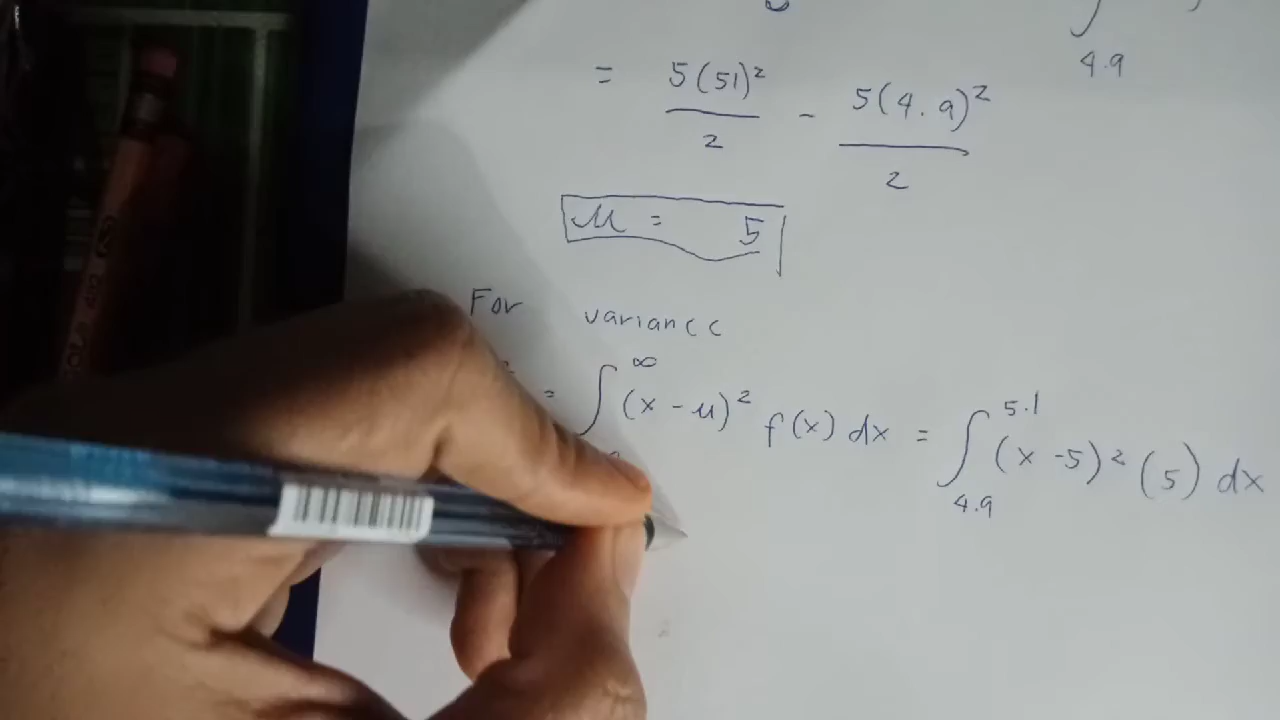 4.9
= 5(51)² / 2 - 5(4.9)² / 2
μ = 5
For variance
= ∫ ∞ (x - μ)² f(x) dx = ∫ 5.1 4.9 (x - 5)² (5) dx